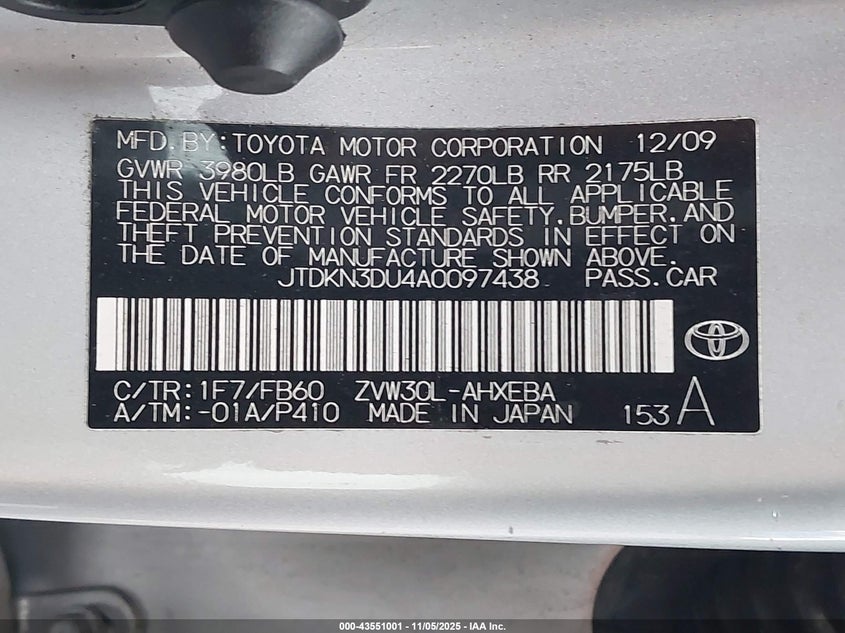 MFD. BY: TOYOTA MOTOR CORPORATION 12/09
GVWR 3980LB GAWR FR 2270LB RR 2175LB
THIS VEHICLE CONFORMS TO ALL APPLICABLE
FEDERAL MOTOR VEHICLE SAFETY, BUMPER, AND
THEFT PREVENTION STANDARDS IN EFFECT ON
THE DATE OF MANUFACTURE SHOWN ABOVE.
JTDKN3DU4A0097438 PASS. CAR
C/TR: 1F7/FB60 ZVW30L-AHXEBA
A/TM: -01A/P410 MADE IN JAPAN 153 A
000-43551001 - 11/05/2025 - IAA Inc.